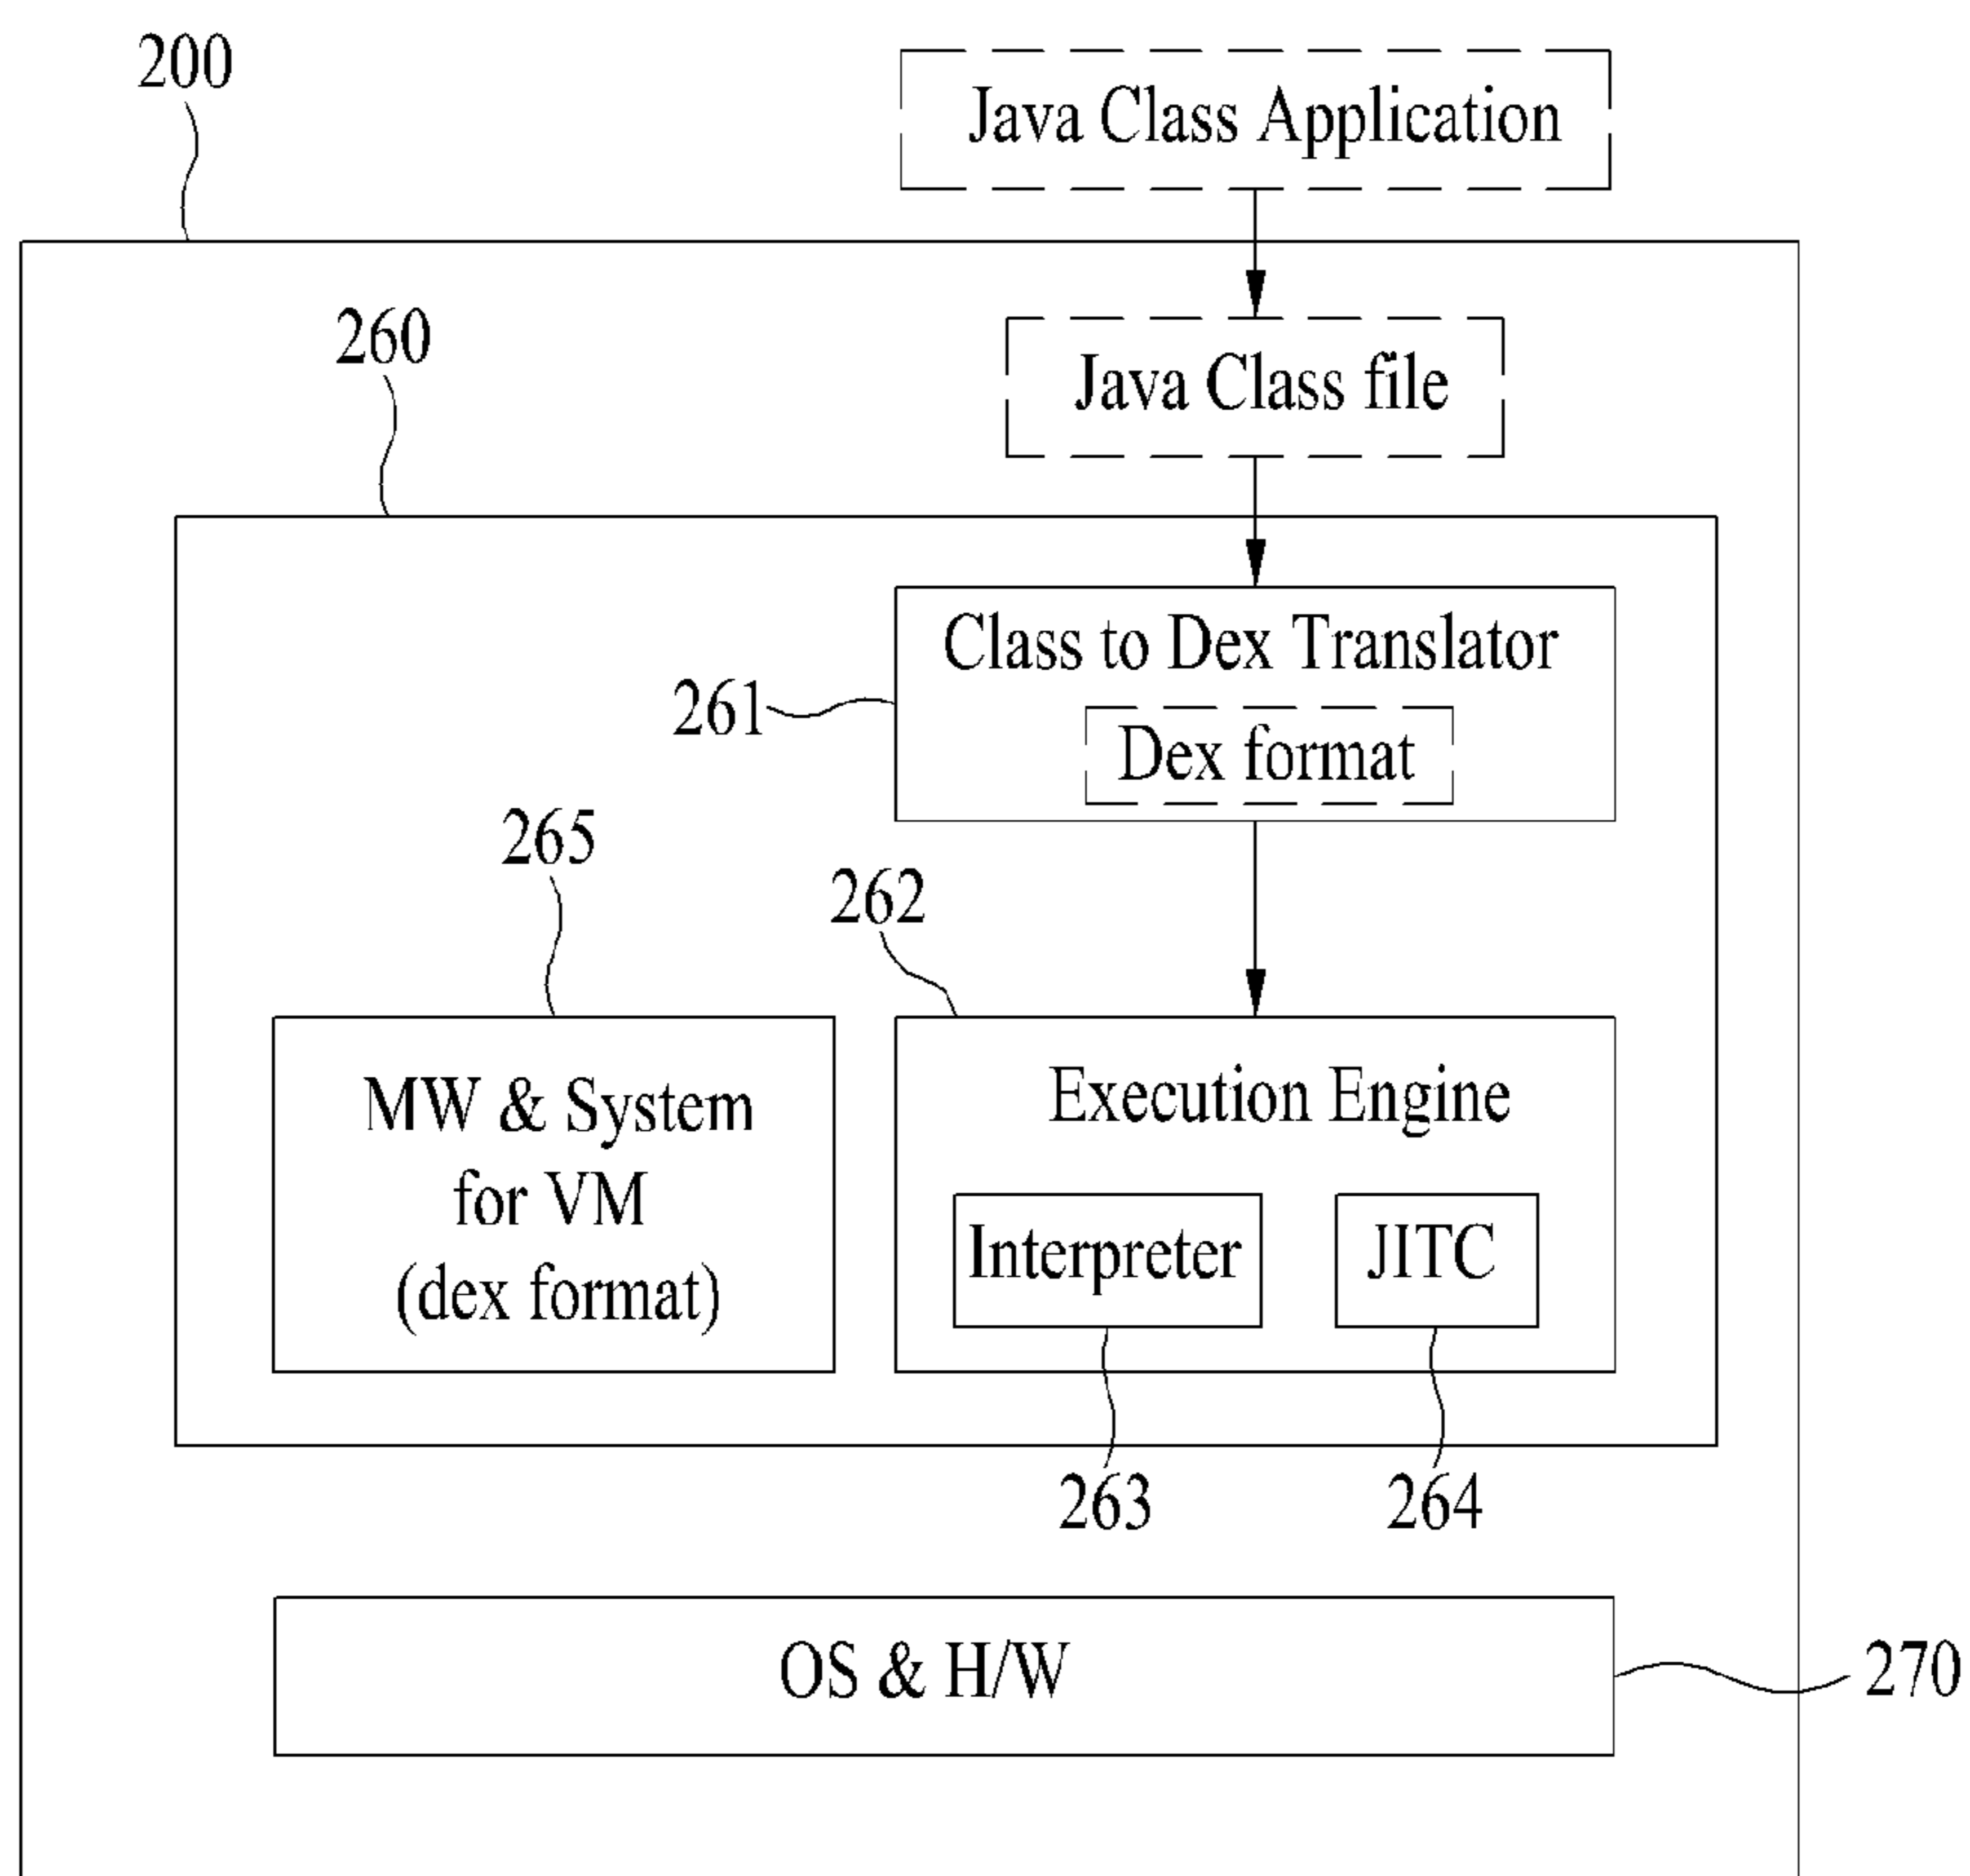 200
Java Class Application
260
Java Class file
Class to Dex Translator
261
Dex format
265
262
MW & System
for VM
(dex format)
Execution Engine
Interpreter
JITC
263
264
OS & H/W
270